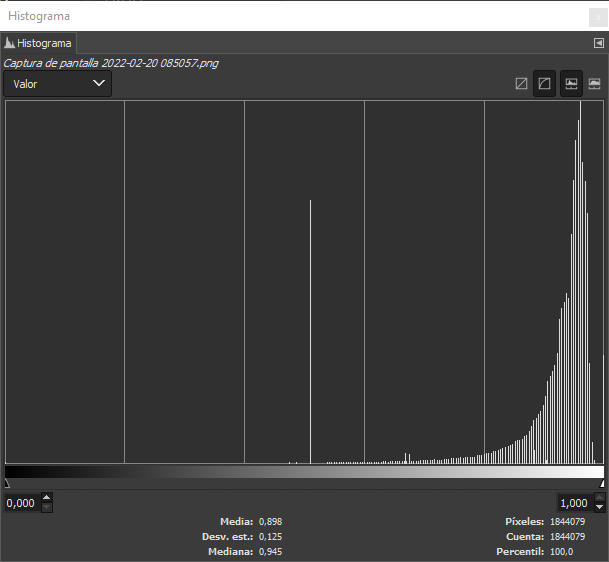 Histograma
Histograma
Captura de pantalla 2022-02-20 085057.png
Valor
0,000 1,000
Media: 0,898 Píxeles: 1844079
Desv. est.: 0,125 Cuenta: 1844079
Mediana: 0,945 Percentil: 100,0